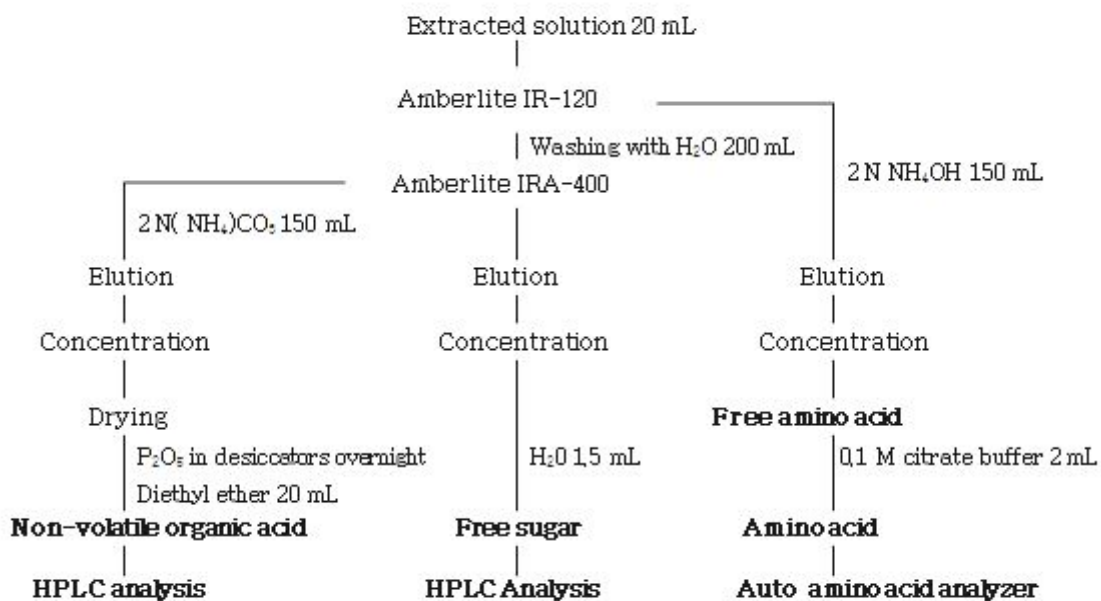 Extracted solution 20 mL
Amberlite IR-120
Washing with H₂O 200 mL
2 N NH₄OH 150 mL
Amberlite IRA-400
2 N( NH₄)CO₃ 150 mL
Elution
Elution
Elution
Concentration
Concentration
Concentration
Drying
Free amino acid
P₂O₅ in desiccators overnight
H₂0 1,5 mL
0,1 M citrate buffer 2 mL
Diethyl ether 20 mL
Non-volatile organic acid
Free sugar
Amino acid
HPLC analysis
HPLC Analysis
Auto amino acid analyzer